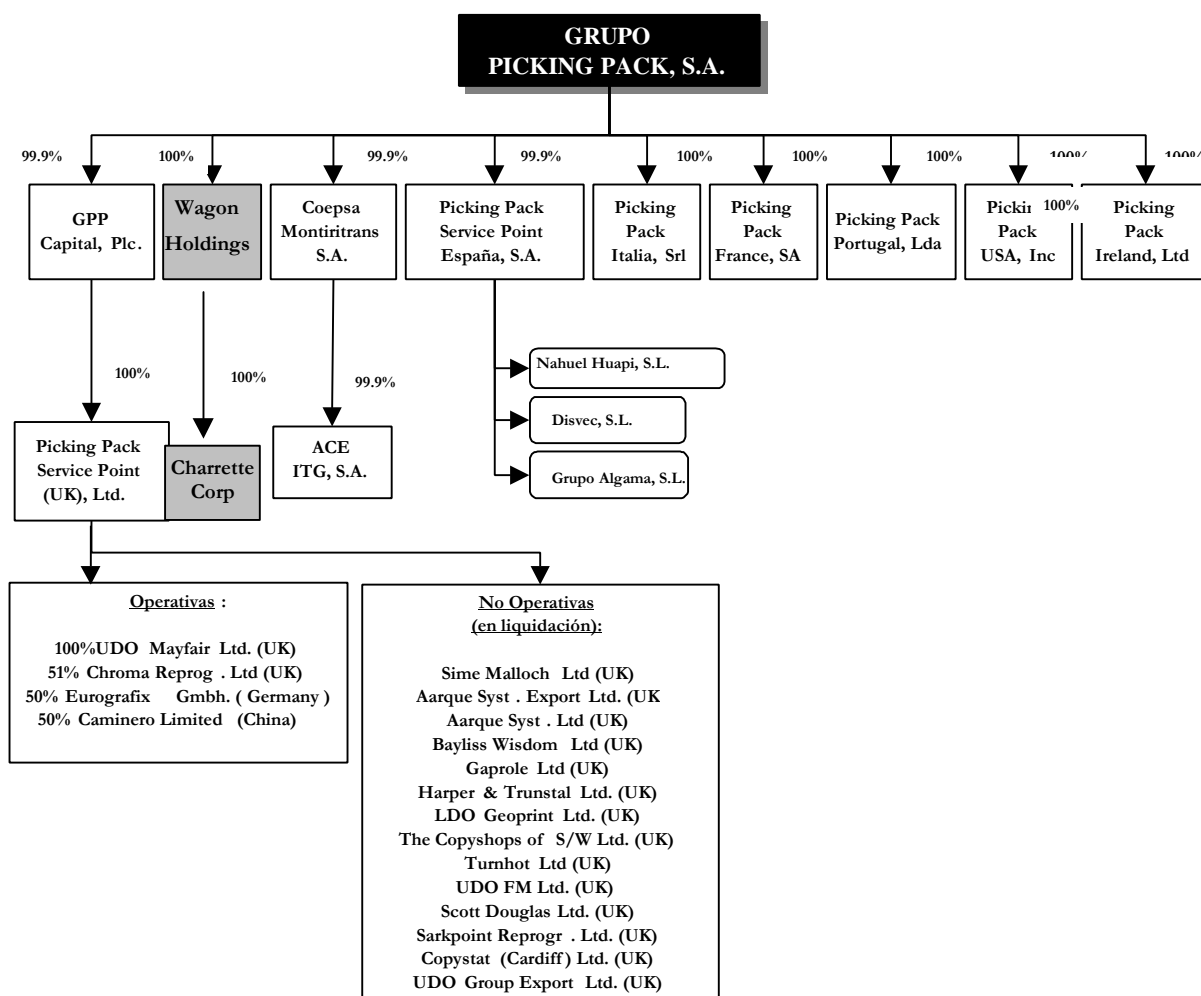 GRUPO
PICKING PACK, S.A.
99.9%
100%
99.9%
99.9%
100%
100%
100%
100%
100%
GPP
Capital, Plc.
Wagon
Holdings
Coepsa
Montiritrans
S.A.
Picking Pack
Service Point
España, S.A.
Picking
Pack
Italia, Srl
Picking
Pack
France, SA
Picking Pack
Portugal, Lda
Pack
USA, Inc
100%
Picking
Pack
Ireland, Ltd
100%
100%
99.9%
Nahuel Huapi, S.L.
Disvec, S.L.
Grupo Algama, S.L.
Picking Pack
Service Point
(UK), Ltd.
Charrette
Corp
ACE
ITG, S.A.
Operativas :
100%UDO Mayfair Ltd. (UK)
51% Chroma Reprog . Ltd (UK)
50% Eurografix Gmbh. ( Germany )
50% Caminero Limited (China)
No Operativas
(en liquidación):
Sime Malloch Ltd (UK)
Aarque Syst . Export Ltd. (UK
Aarque Syst . Ltd (UK)
Bayliss Wisdom Ltd (UK)
Gaprole Ltd (UK)
Harper & Trunstal Ltd. (UK)
LDO Geoprint Ltd. (UK)
The Copyshops of S/W Ltd. (UK)
Turnhot Ltd (UK)
UDO FM Ltd. (UK)
Scott Douglas Ltd. (UK)
Sarkpoint Reprogr . Ltd. (UK)
Copystat (Cardiff) Ltd. (UK)
UDO Group Export Ltd. (UK)